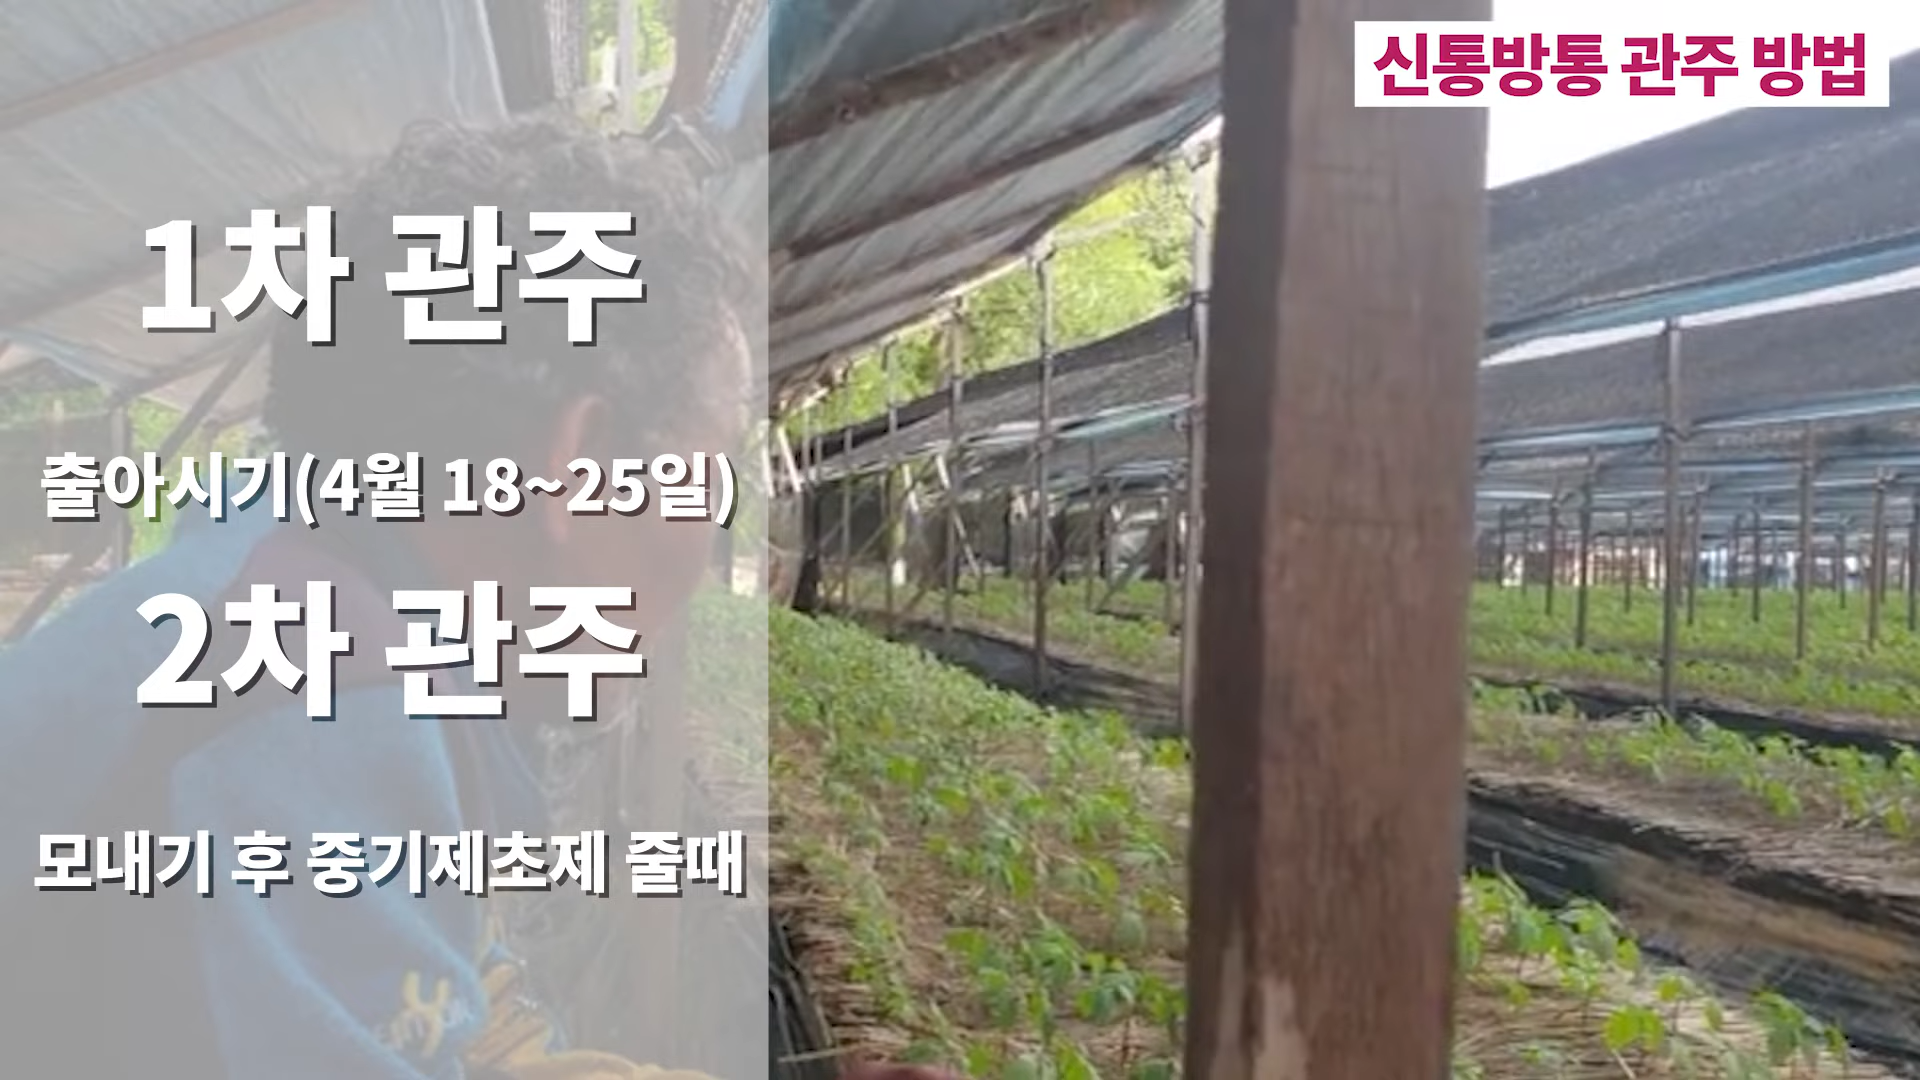 신통방통 관주 방법
1차 관주
출아시기(4월 18~25일)
2차 관주
모내기 후 중기제초제 줄때